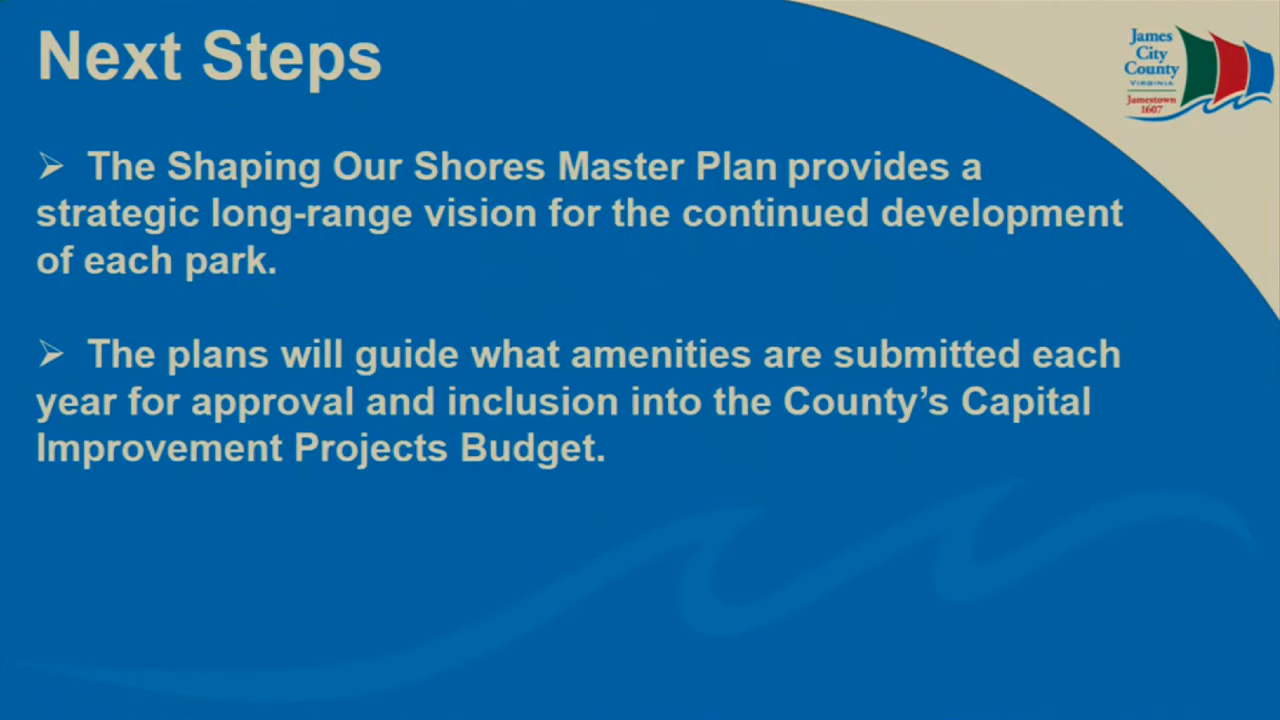 Next Steps
James
City
County
VIRGINIA
Jamestown
1607
➢ The Shaping Our Shores Master Plan provides a
strategic long-range vision for the continued development
of each park.
➢ The plans will guide what amenities are submitted each
year for approval and inclusion into the County’s Capital
Improvement Projects Budget.